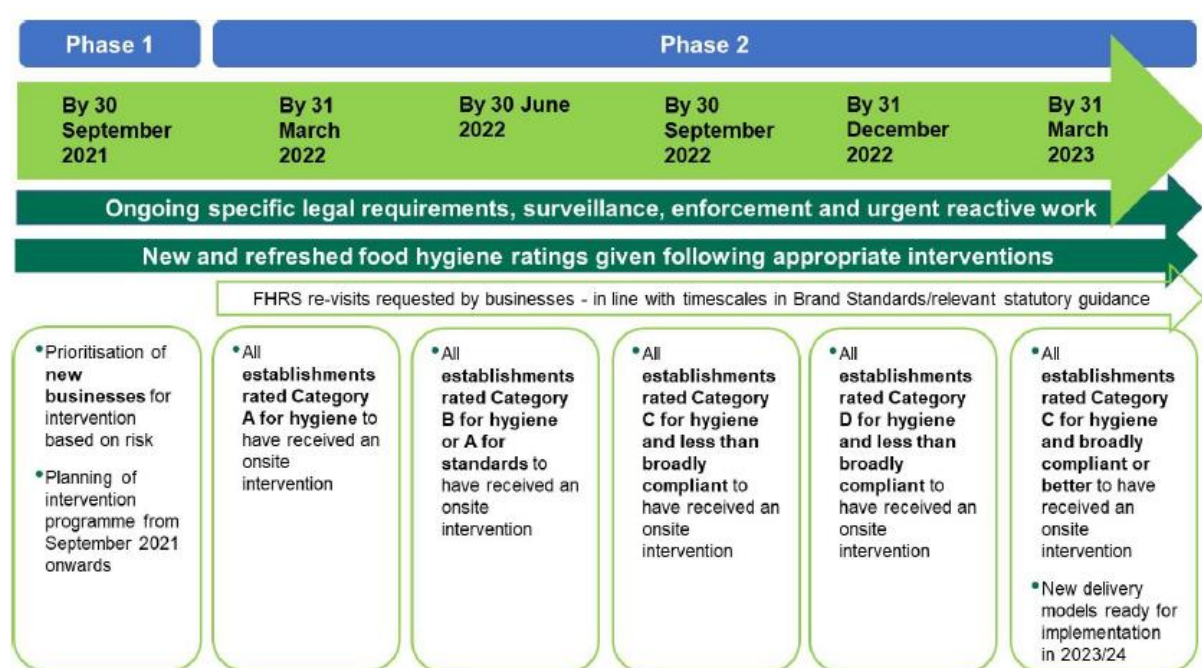 Phase 1
Phase 2
By 30
September
2021
By 31
March
2022
By 30 June
2022
By 30
September
2022
By 31
December
2022
By 31
March
2023
Ongoing specific legal requirements, surveillance, enforcement and urgent reactive work
New and refreshed food hygiene ratings given following appropriate interventions
FHRS re-visits requested by businesses - in line with timescales in Brand Standards/relevant statutory guidance
•Prioritisation of
new
businesses for
intervention
based on risk
•Planning of
intervention
programme from
September 2021
onwards
•All
establishments
rated Category
A for hygiene to
have received an
onsite
intervention
•All
establishments
rated Category
B for hygiene
or A for
standards to
have received an
onsite
intervention
•All
establishments
rated Category
C for hygiene
and less than
broadly
compliant to
have received an
onsite
intervention
•All
establishments
rated Category
D for hygiene
and less than
broadly
compliant to
have received an
onsite
intervention
•All
establishments
rated Category
C for hygiene
and broadly
compliant or
better to have
received an
onsite
intervention
•New delivery
models ready for
implementation
in 2023/24